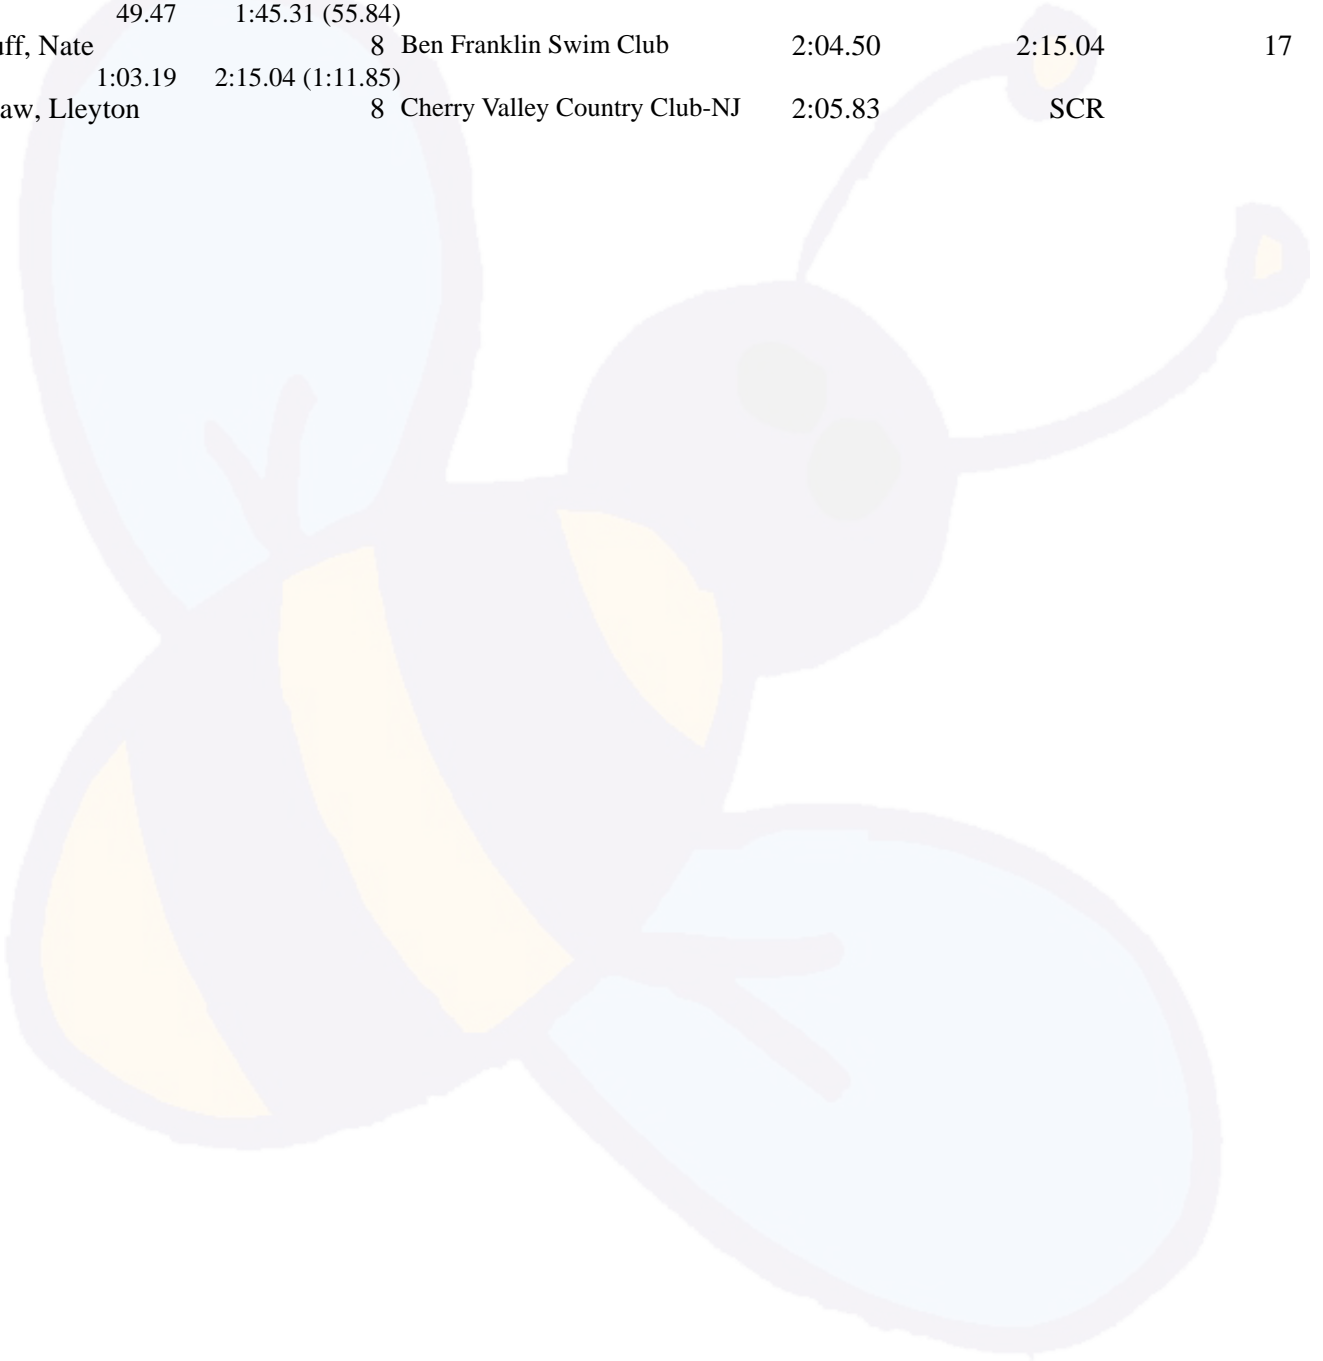 49.47 1:45.31 (55.84)
uff, Nate 8 Ben Franklin Swim Club 2:04.50 2:15.04 17
1:03.19 2:15.04 (1:11.85)
aw, Lleyton 8 Cherry Valley Country Club-NJ 2:05.83 SCR